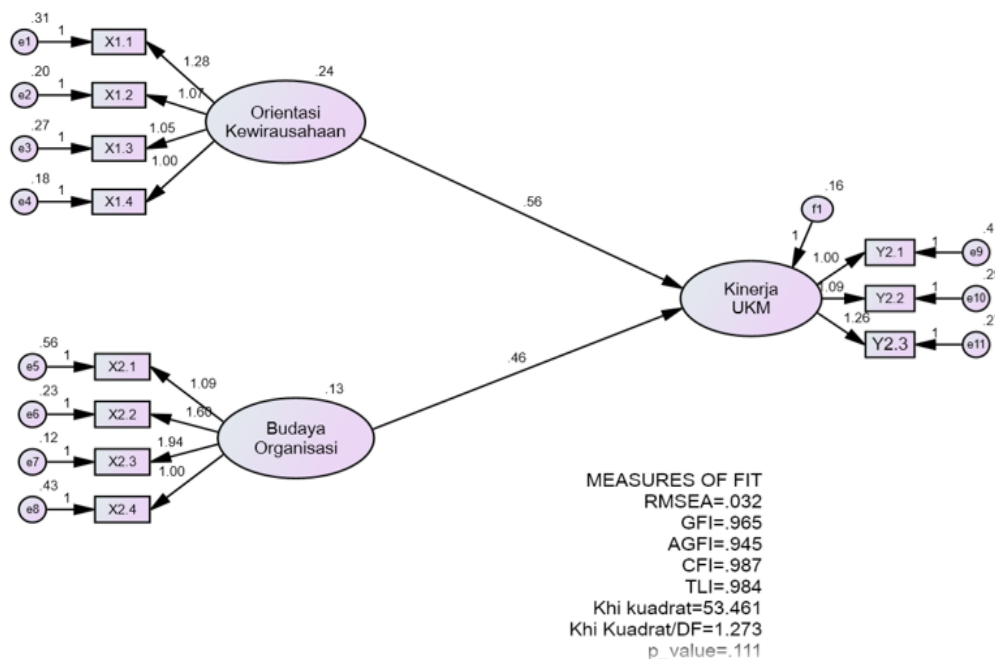 .31
1
e1
X1.1
1.28
.20
1
e2
X1.2
1.07
.27
1
e3
X1.3
1.05
.18
1
e4
X1.4
1.00
.24
Orientasi
Kewirausahaan
.56
.16
f1
1
Kinerja
UKM
1.00
Y2.1
1
e9
1.09
Y2.2
1
e10
1.26
Y2.3
1
e11
.56
1
e5
X2.1
1.09
.23
1
e6
X2.2
1.60
.12
1
e7
X2.3
1.94
.43
1
e8
X2.4
1.00
.13
Budaya
Organisasi
.46
MEASURES OF FIT
RMSEA=.032
GFI=.965
AGFI=.945
CFI=.987
TLI=.984
Khi kuadrat=53.461
Khi Kuadrat/DF=1.273
p_value=.111